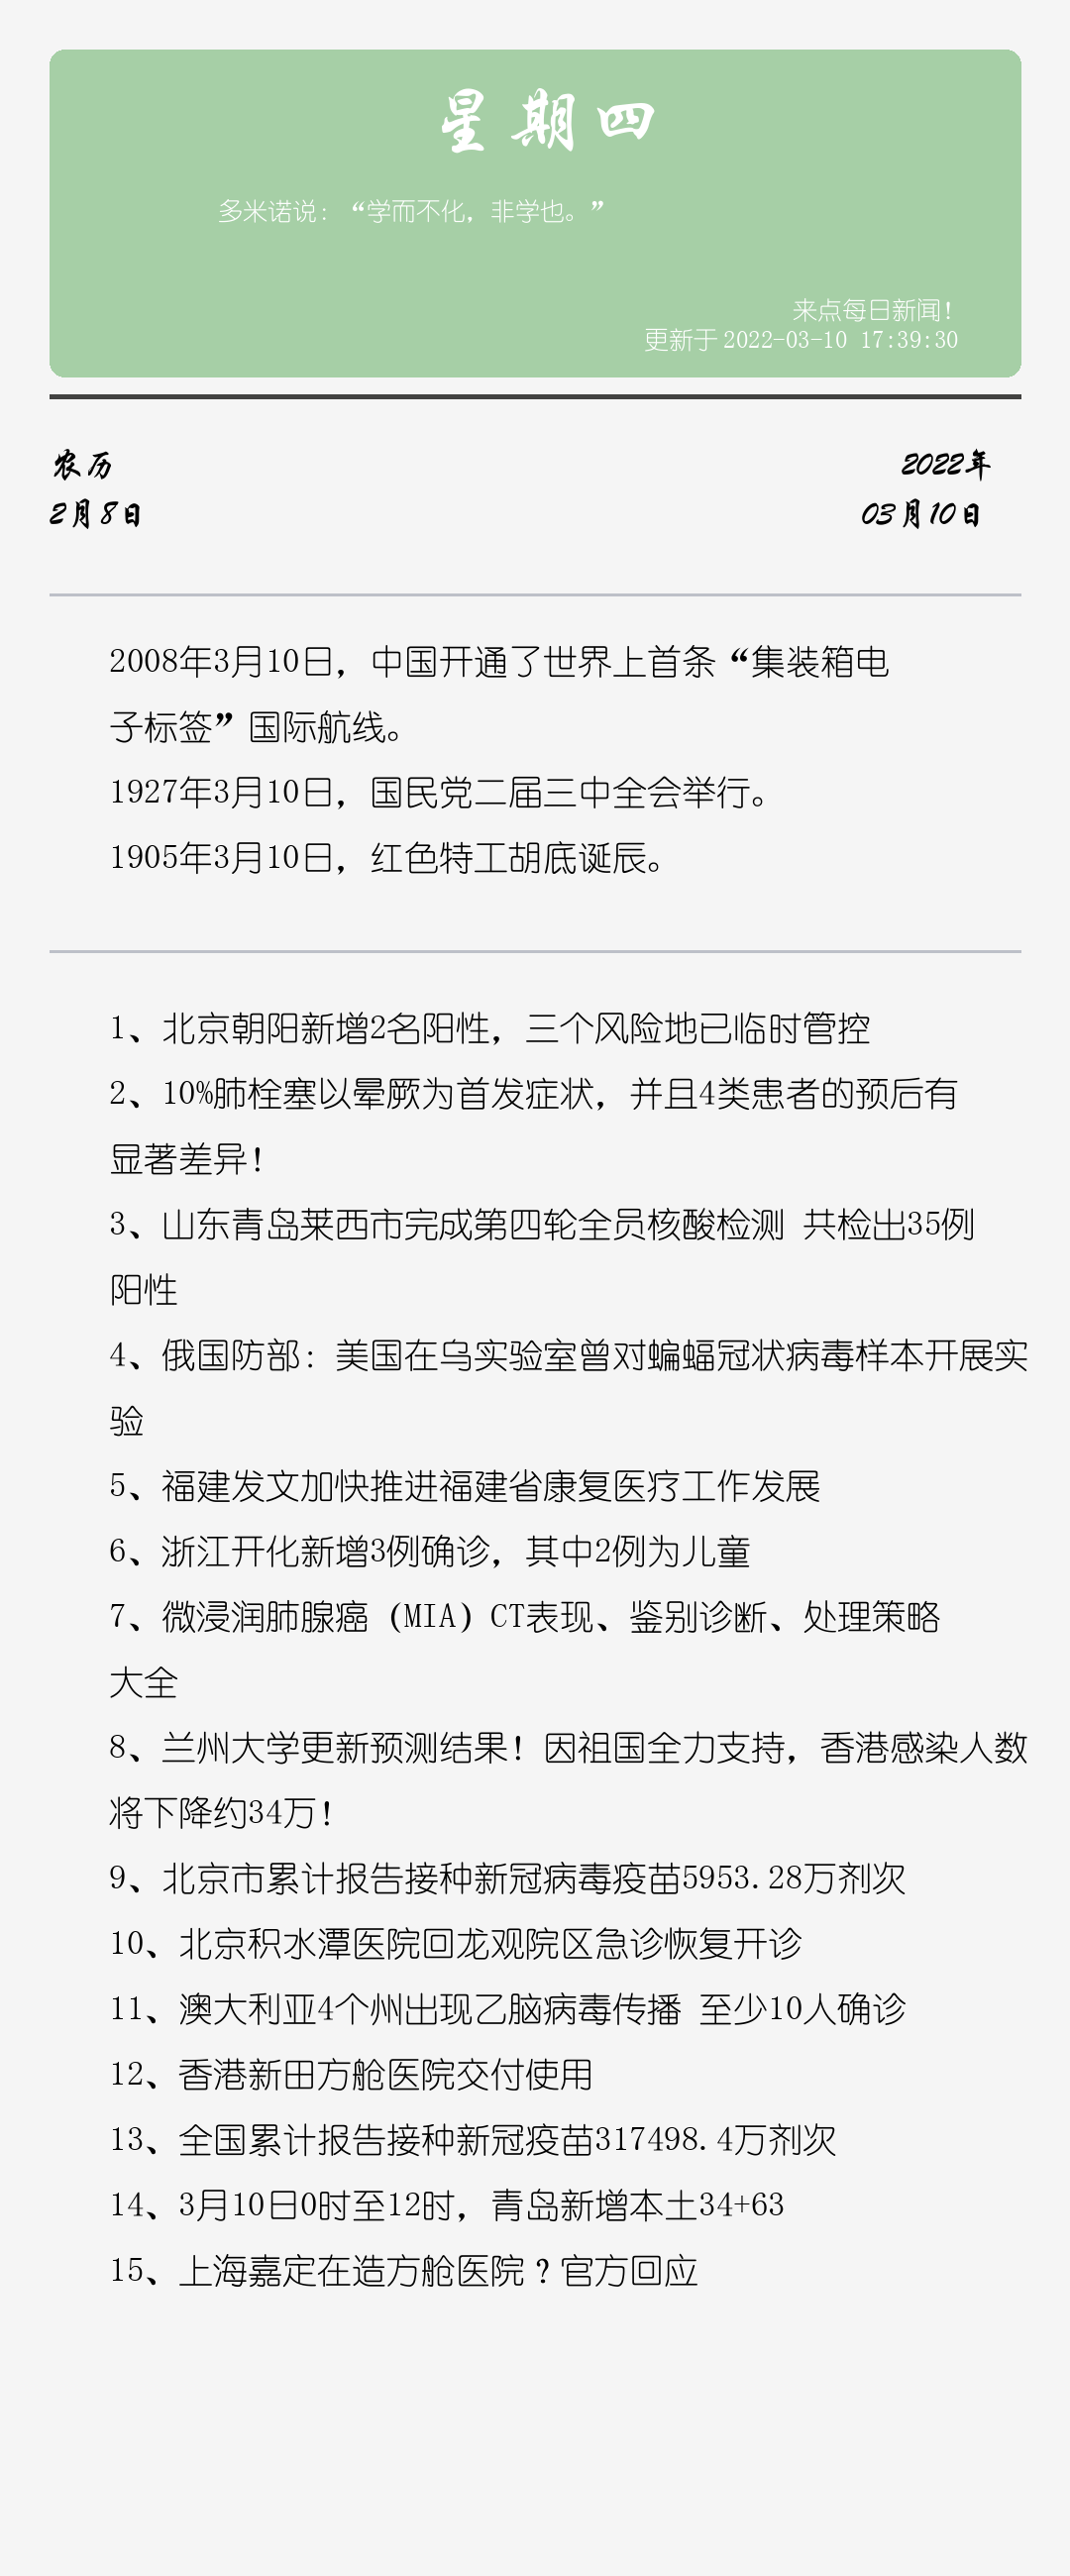 星期四
多米诺说：“学而不化，非学也。”
来点每日新闻！
更新于 2022-03-10 17:39:30
农历
2月8日
2022年
03月10日
2008年3月10日，中国开通了世界上首条“集装箱电
子标签”国际航线。
1927年3月10日，国民党二届三中全会举行。
1905年3月10日，红色特工胡底诞辰。
1、北京朝阳新增2名阳性，三个风险地已临时管控
2、10%肺栓塞以晕厥为首发症状，并且4类患者的预后有
显著差异！
3、山东青岛莱西市完成第四轮全员核酸检测 共检出35例
阳性
4、俄国防部：美国在乌实验室曾对蝙蝠冠状病毒样本开展实
验
5、福建发文加快推进福建省康复医疗工作发展
6、浙江开化新增3例确诊，其中2例为儿童
7、微浸润肺腺癌（MIA）CT表现、鉴别诊断、处理策略
大全
8、兰州大学更新预测结果！因祖国全力支持，香港感染人数
将下降约34万！
9、北京市累计报告接种新冠病毒疫苗5953.28万剂次
10、北京积水潭医院回龙观院区急诊恢复开诊
11、澳大利亚4个州出现乙脑病毒传播 至少10人确诊
12、香港新田方舱医院交付使用
13、全国累计报告接种新冠疫苗317498.4万剂次
14、3月10日0时至12时，青岛新增本土34+63
15、上海嘉定在造方舱医院？官方回应